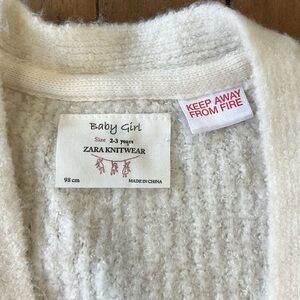 Baby Girl
Size 2-3 years
ZARA KNITWEAR
98 cm
MADE IN CHINA
KEEP AWAY
FROM FIRE